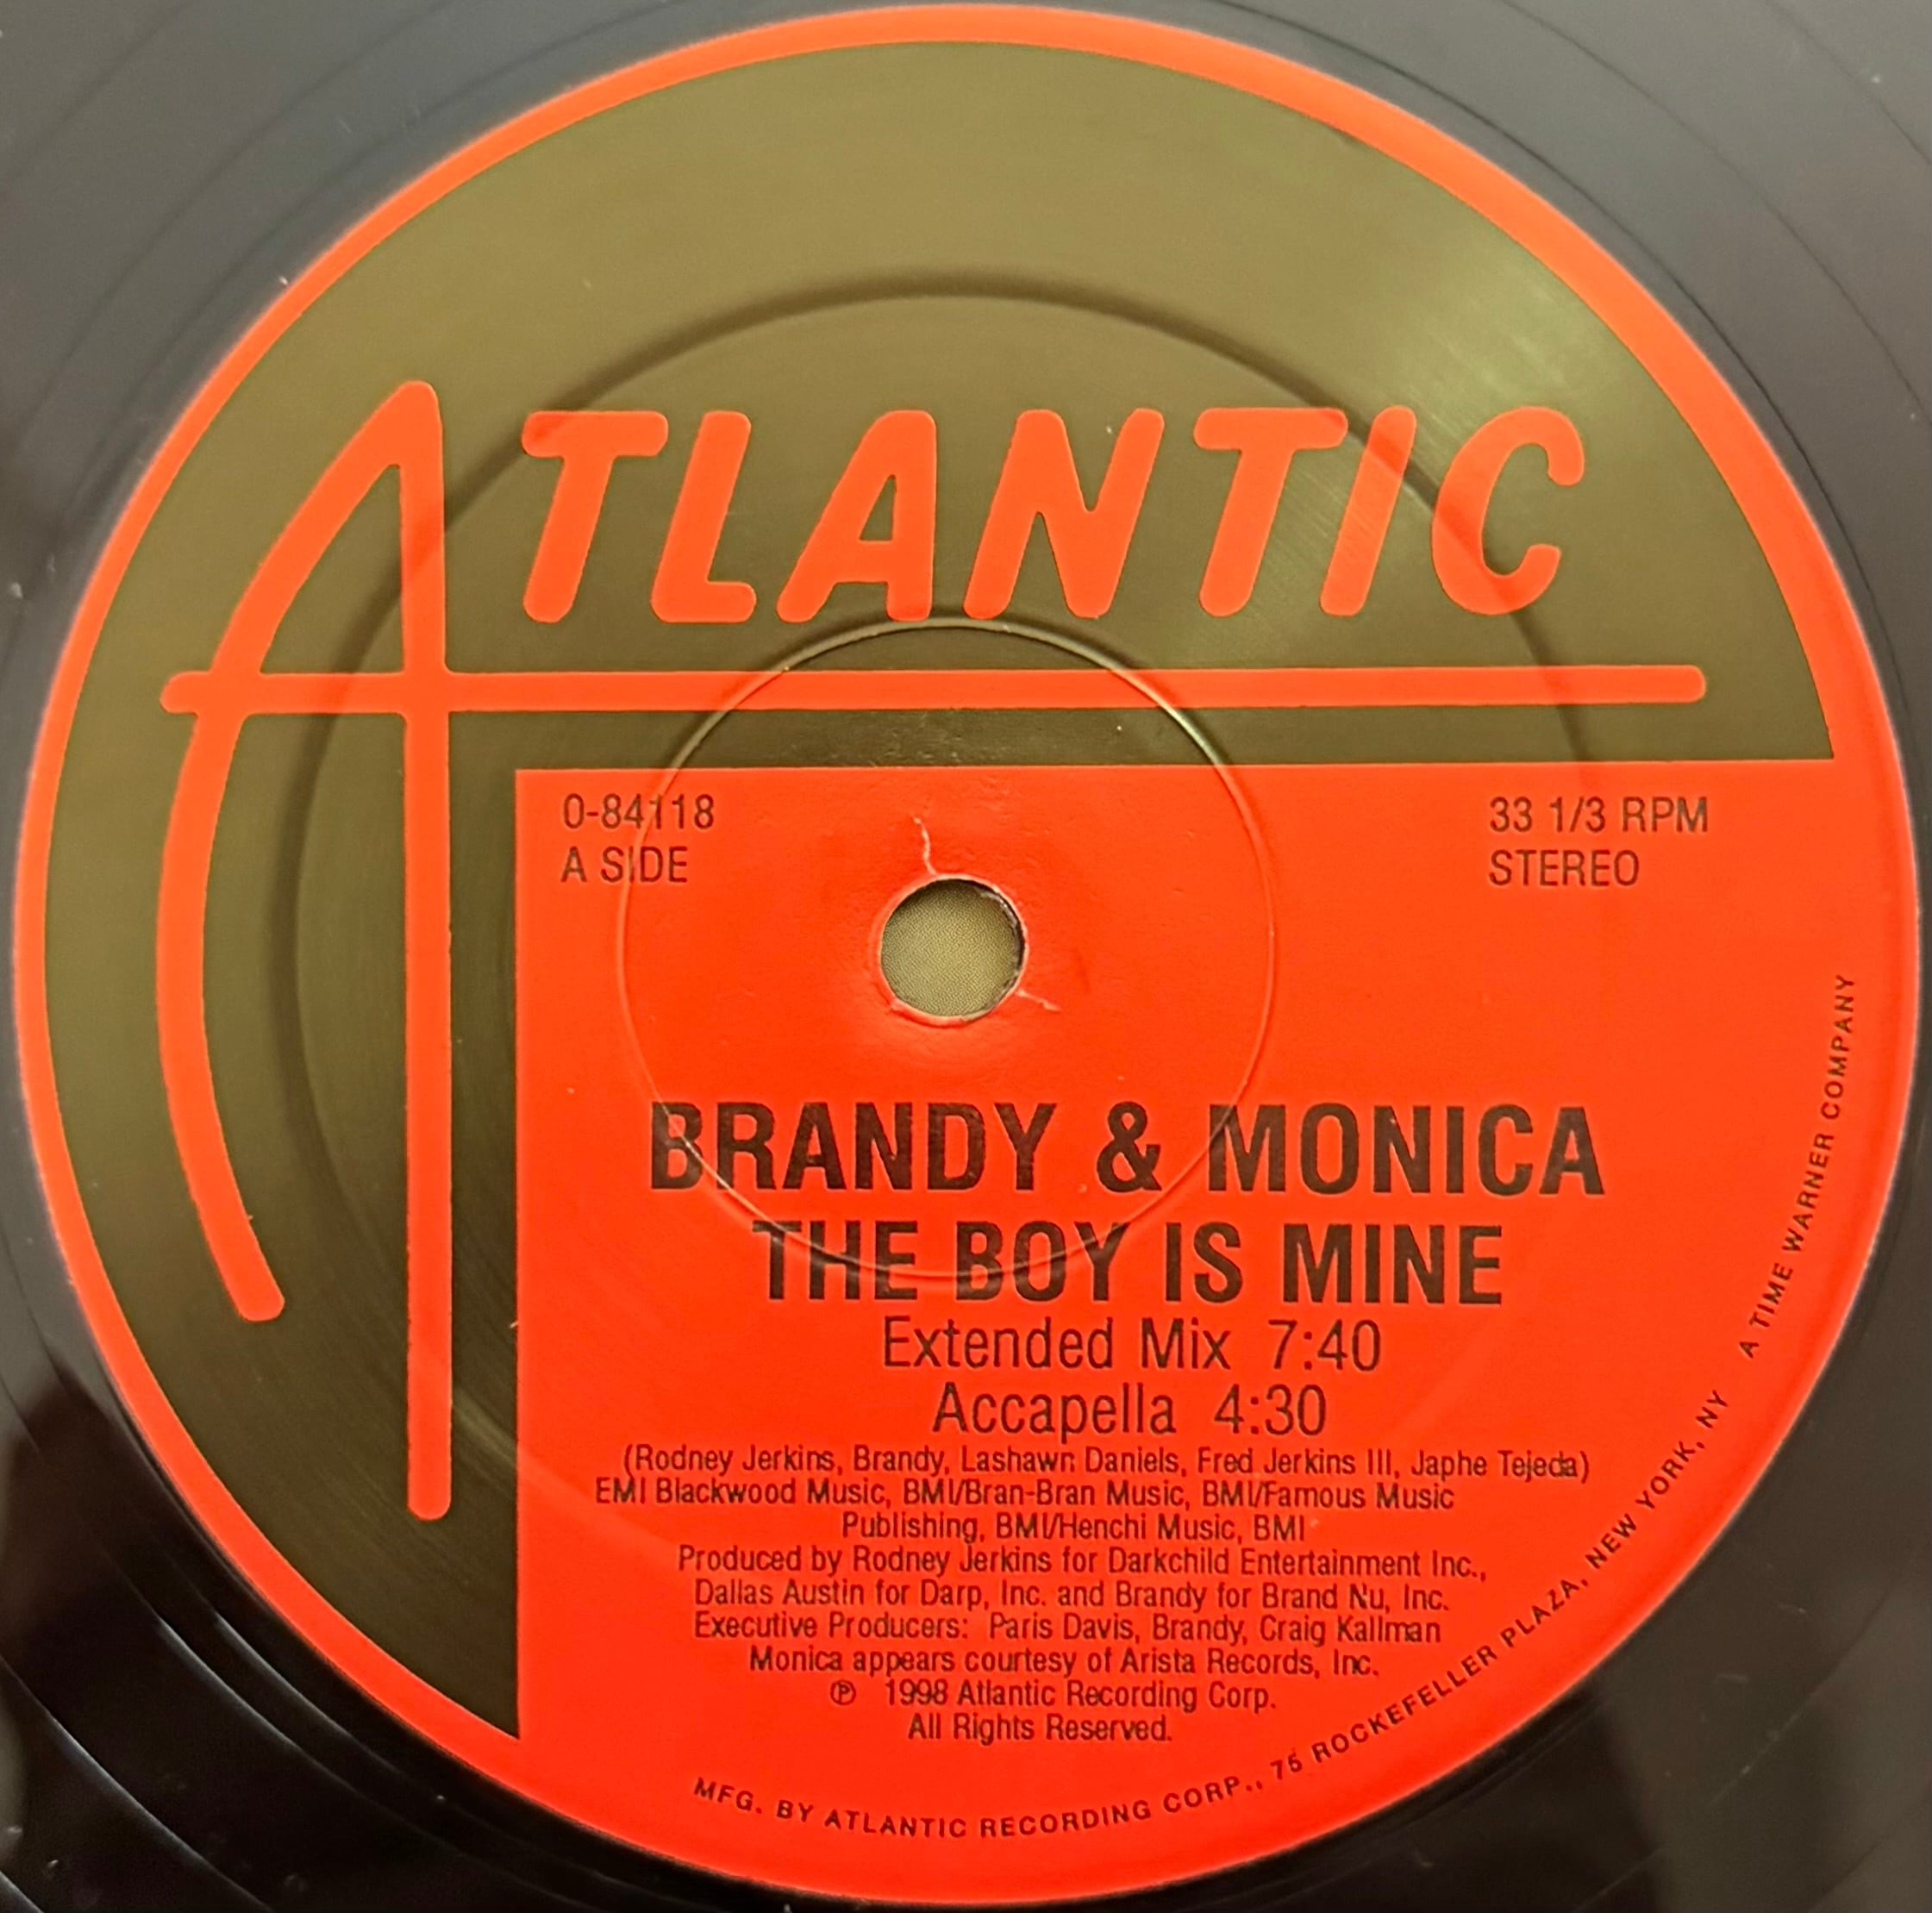 ATLANTIC
0-84118
A SIDE
33 1/3 RPM
STEREO
BRANDY & MONICA
THE BOY IS MINE
Extended Mix 7:40
Accapella 4:30
(Rodney Jerkins, Brandy, Lashawn Daniels, Fred Jerkins III, Japhe Tejeda)
EMI Blackwood Music, BMI/Bran-Bran Music, BMI/Famous Music
Publishing, BMI/Henchi Music, BMI
Produced by Rodney Jerkins for Darkchild Entertainment Inc.,
Dallas Austin for Darp, Inc. and Brandy for Brand Nu, Inc.
Executive Producers: Paris Davis, Brandy, Craig Kallman
Monica appears courtesy of Arista Records, Inc.
℗ 1998 Atlantic Recording Corp.
All Rights Reserved.
MFG. BY ATLANTIC RECORDING CORP., 75 ROCKEFELLER PLAZA, NEW YORK, NY A TIME WARNER COMPANY